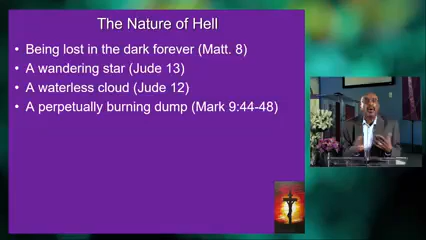 The Nature of Hell
• Being lost in the dark forever (Matt. 8)
• A wandering star (Jude 13)
• A waterless cloud (Jude 12)
• A perpetually burning dump (Mark 9:44-48)